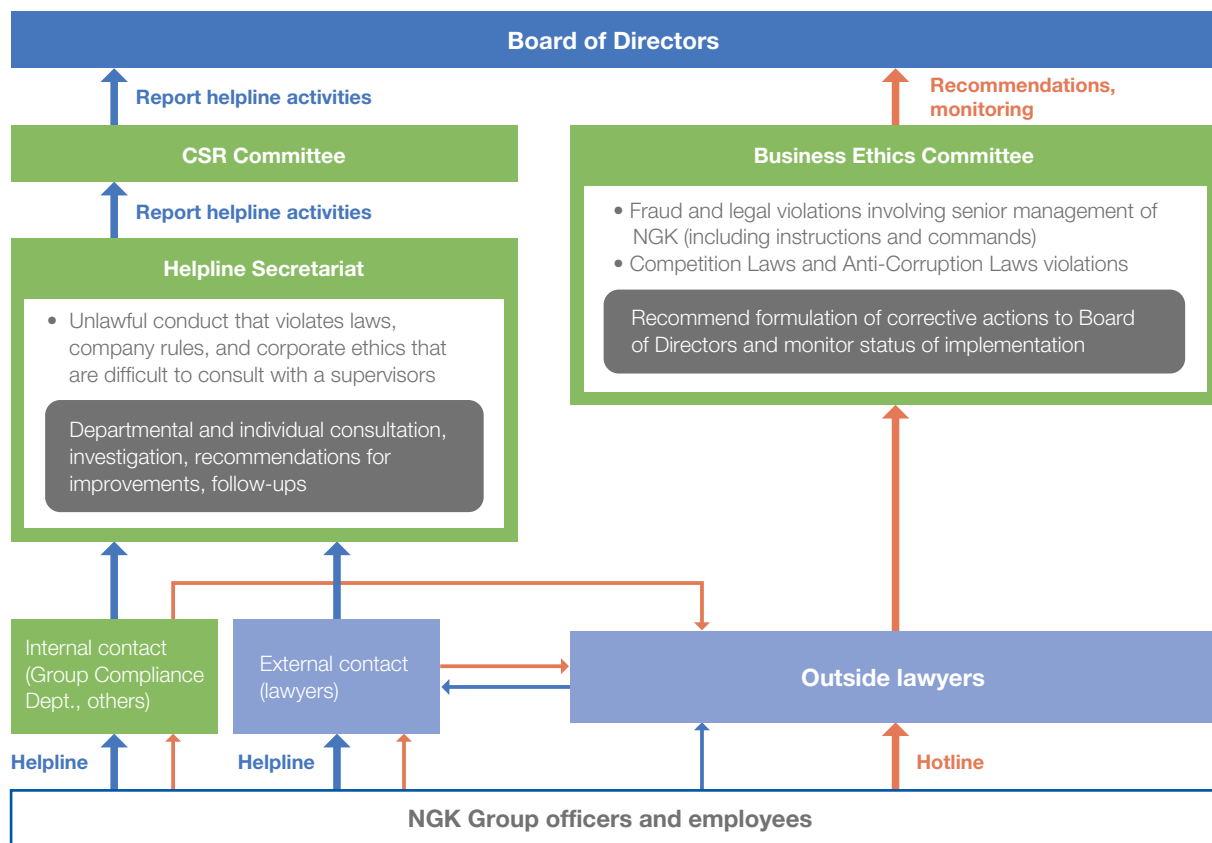 Board of Directors
Report helpline activities
Recommendations,
monitoring
CSR Committee
Business Ethics Committee
Report helpline activities
• Fraud and legal violations involving senior management of
NGK (including instructions and commands)
• Competition Laws and Anti-Corruption Laws violations
Recommend formulation of corrective actions to Board
of Directors and monitor status of implementation
Helpline Secretariat
• Unlawful conduct that violates laws,
company rules, and corporate ethics that
are difficult to consult with a supervisors
Departmental and individual consultation,
investigation, recommendations for
improvements, follow-ups
Internal contact
(Group Compliance
Dept., others)
External contact
(lawyers)
Outside lawyers
Helpline
Helpline
Hotline
NGK Group officers and employees